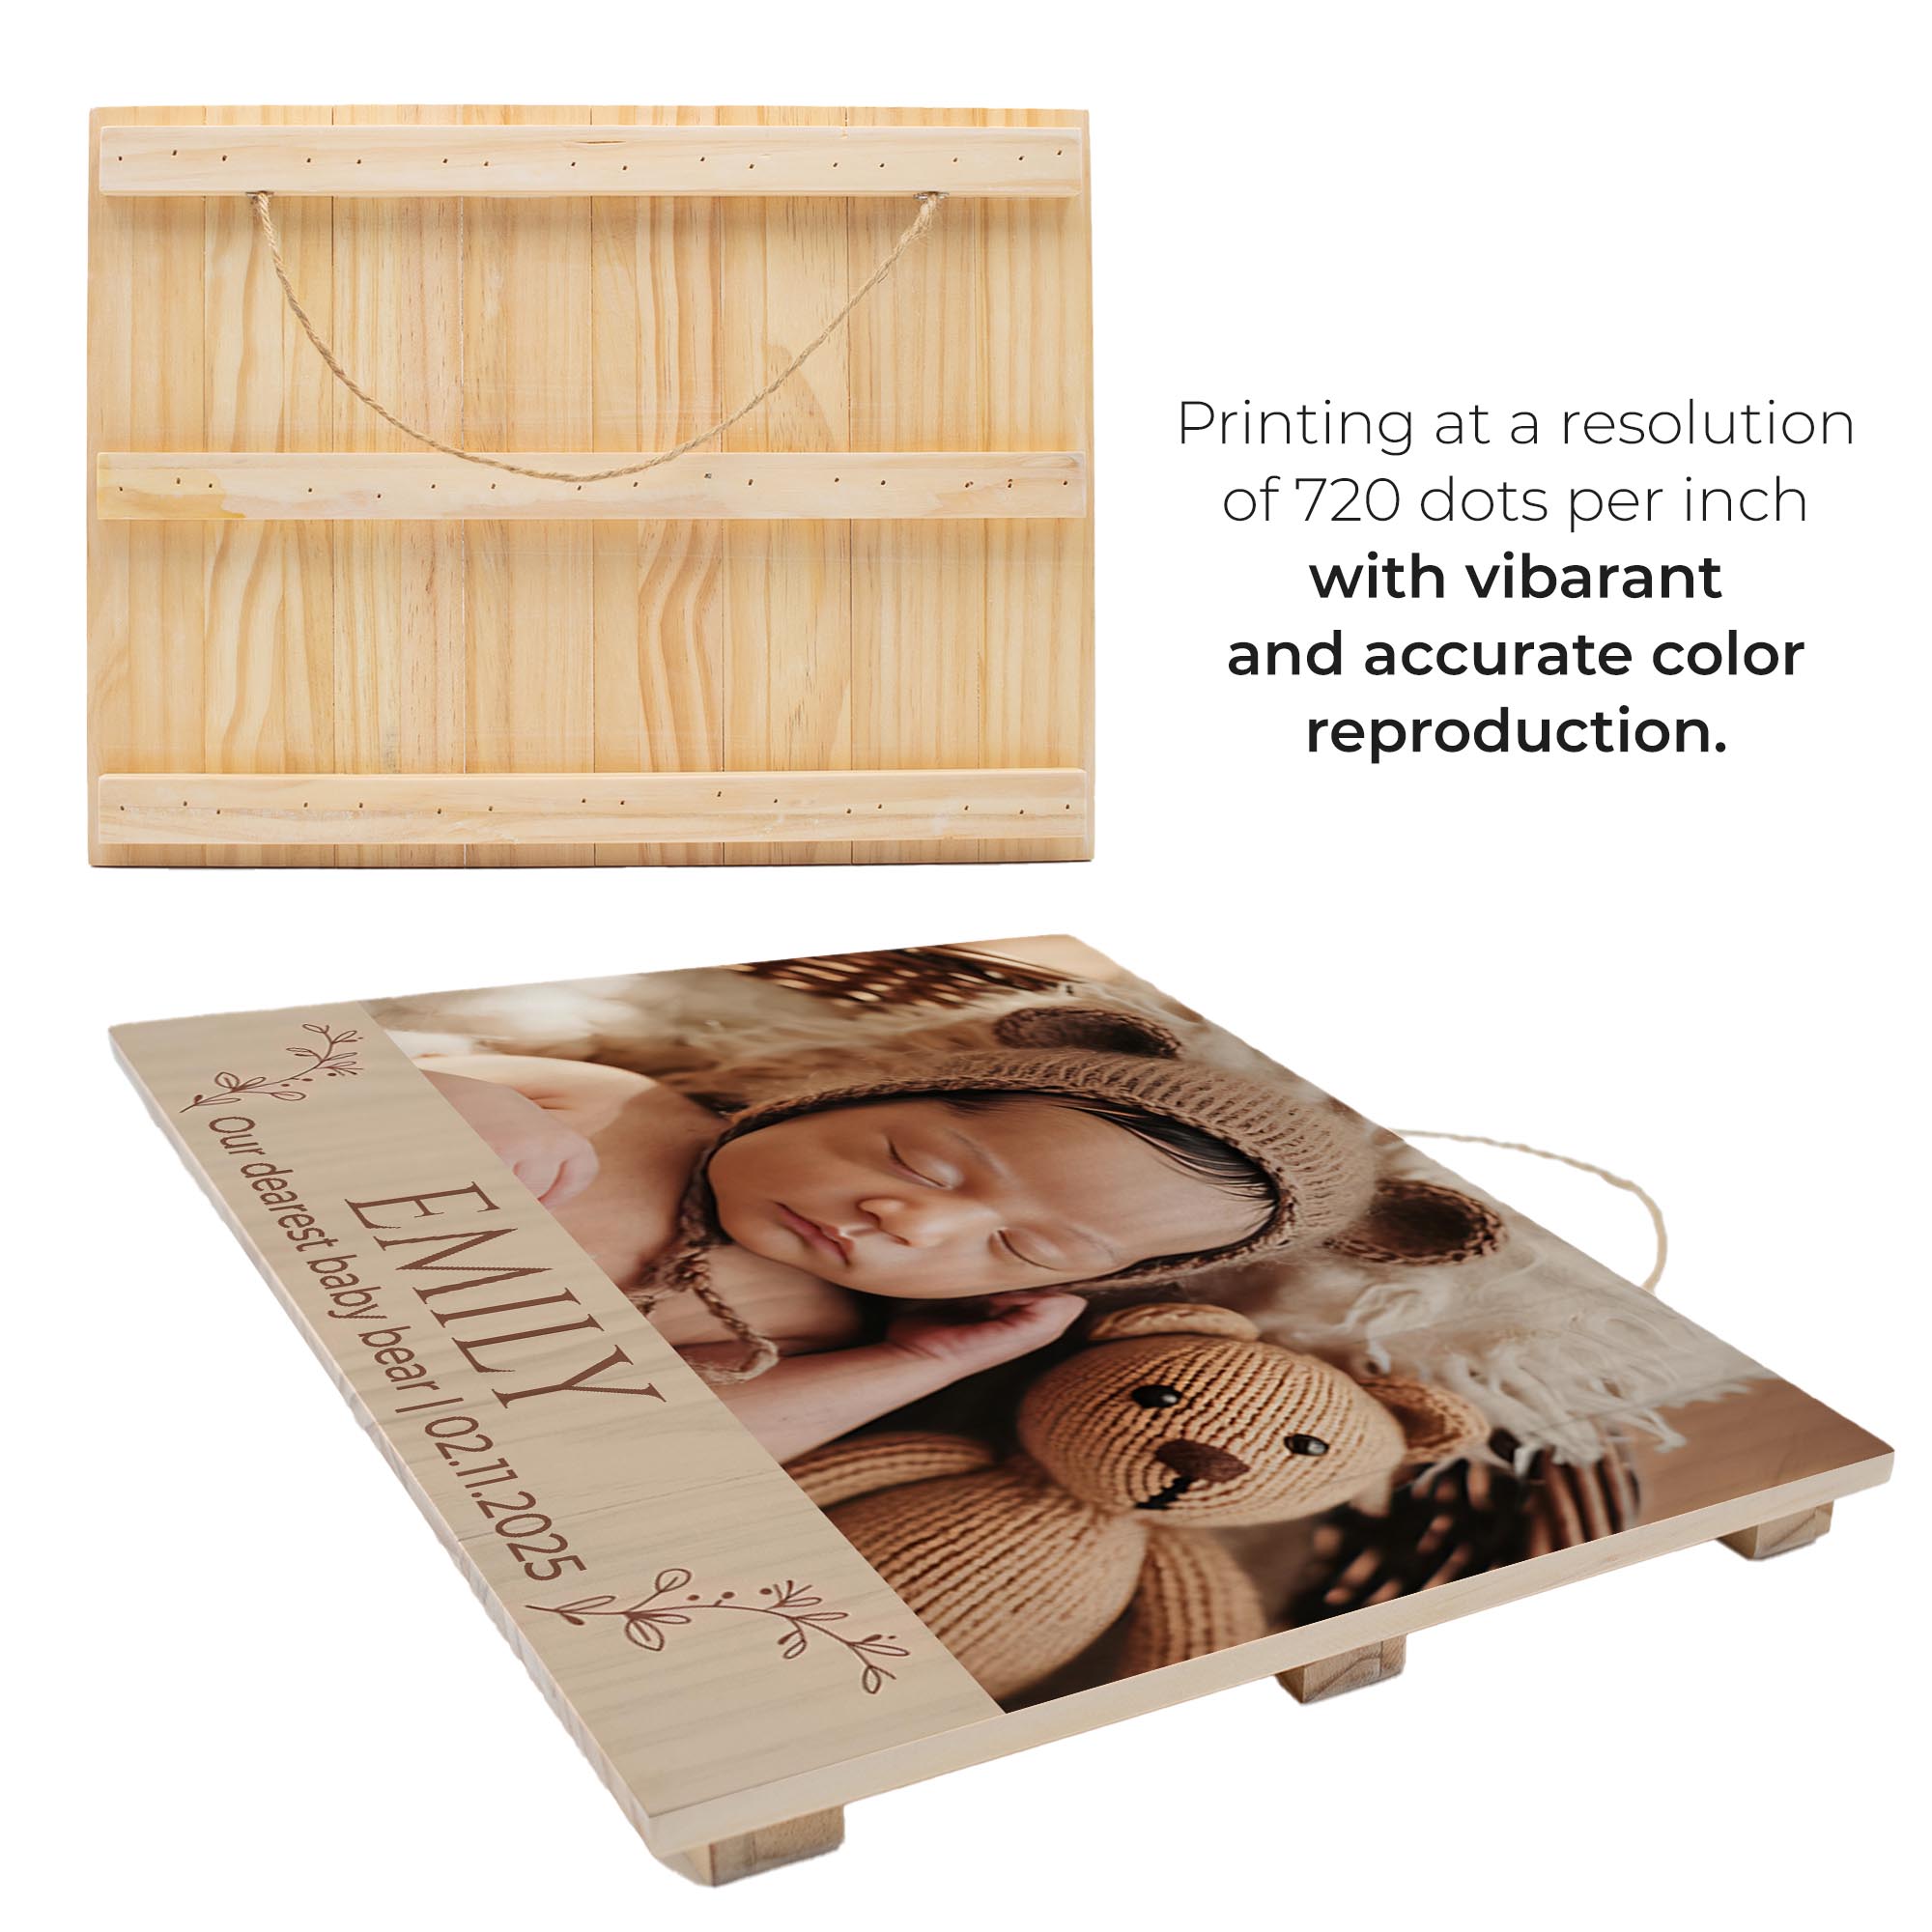 Printing at a resolution
of 720 dots per inch
with vibarant
and accurate color
reproduction.
EMILY
Our dearest baby bear | 02.11.2025